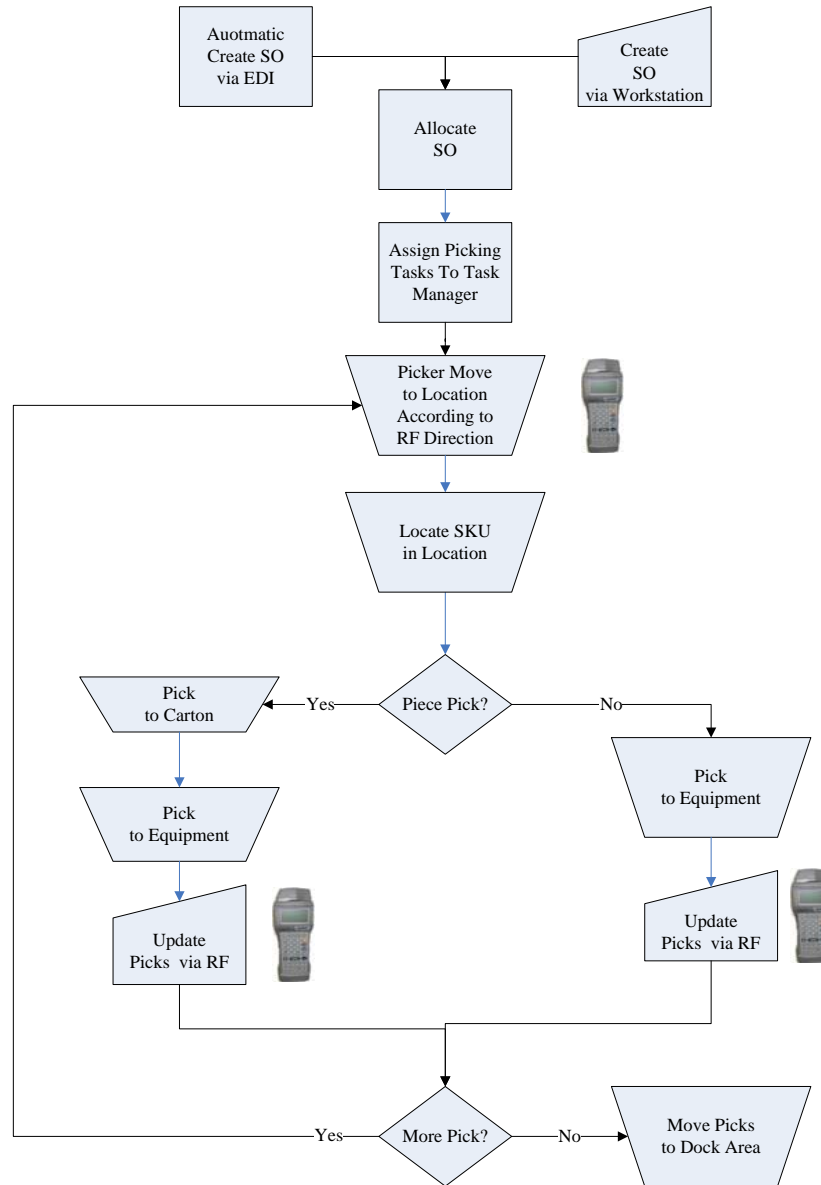 Auotmatic
Create SO
via EDI
Create
SO
via Workstation
Allocate
SO
Assign Picking
Tasks To Task
Manager
Picker Move
to Location
According to
RF Direction
Locate SKU
in Location
Piece Pick?
Yes
No
Pick
to Carton
Pick
to Equipment
Pick
to Equipment
Update
Picks via RF
Update
Picks via RF
More Pick?
Yes
No
Move Picks
to Dock Area